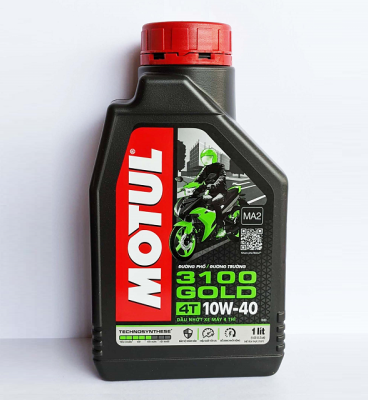 MOTUL
MA2
ĐƯỜNG PHỐ / ĐƯỜNG TRƯỜNG
3100
GOLD
4T 10W-40
DẦU NHỚT XE MÁY 4 THÌ
TECHNOSYNTHESE
1 lít